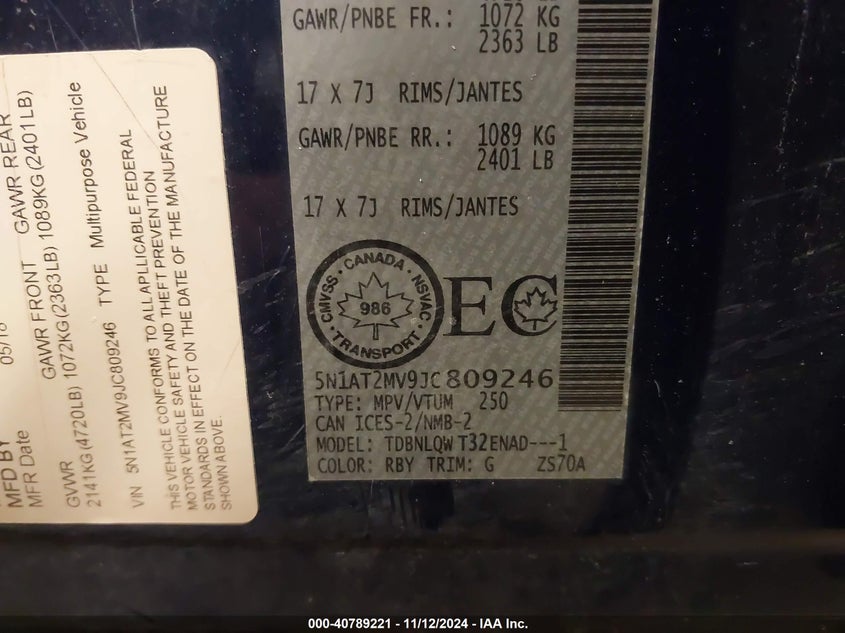 MFD BY
MFR Date 05/18
GVWR GAWR FRONT GAWR REAR
2141KG (4720LB) 1072KG (2363LB) 1089KG (2401LB)
VIN 5N1AT2MV9JC809246 TYPE Multipurpose Vehicle
THIS VEHICLE CONFORMS TO ALL APLLICABLE FEDERAL
MOTOR VEHICLE SAFETY AND THEFT PREVENTION
STANDARDS IN EFFECT ON THE DATE OF THE MANUFACTURE
SHOWN ABOVE.
GAWR/PNBE FR.: 1072 KG
2363 LB
17 X 7J RIMS/JANTES
GAWR/PNBE RR.: 1089 KG
2401 LB
17 X 7J RIMS/JANTES
CMVSS · CANADA · NSVAC · TRANSPORT ·
986
EC
5N1AT2MV9JC809246
TYPE: MPV/VTUM 250
CAN ICES-2/NMB-2
MODEL: TDBNLQW T32ENAD---1
COLOR: RBY TRIM: G ZS70A
000-40789221 - 11/12/2024 - IAA Inc.